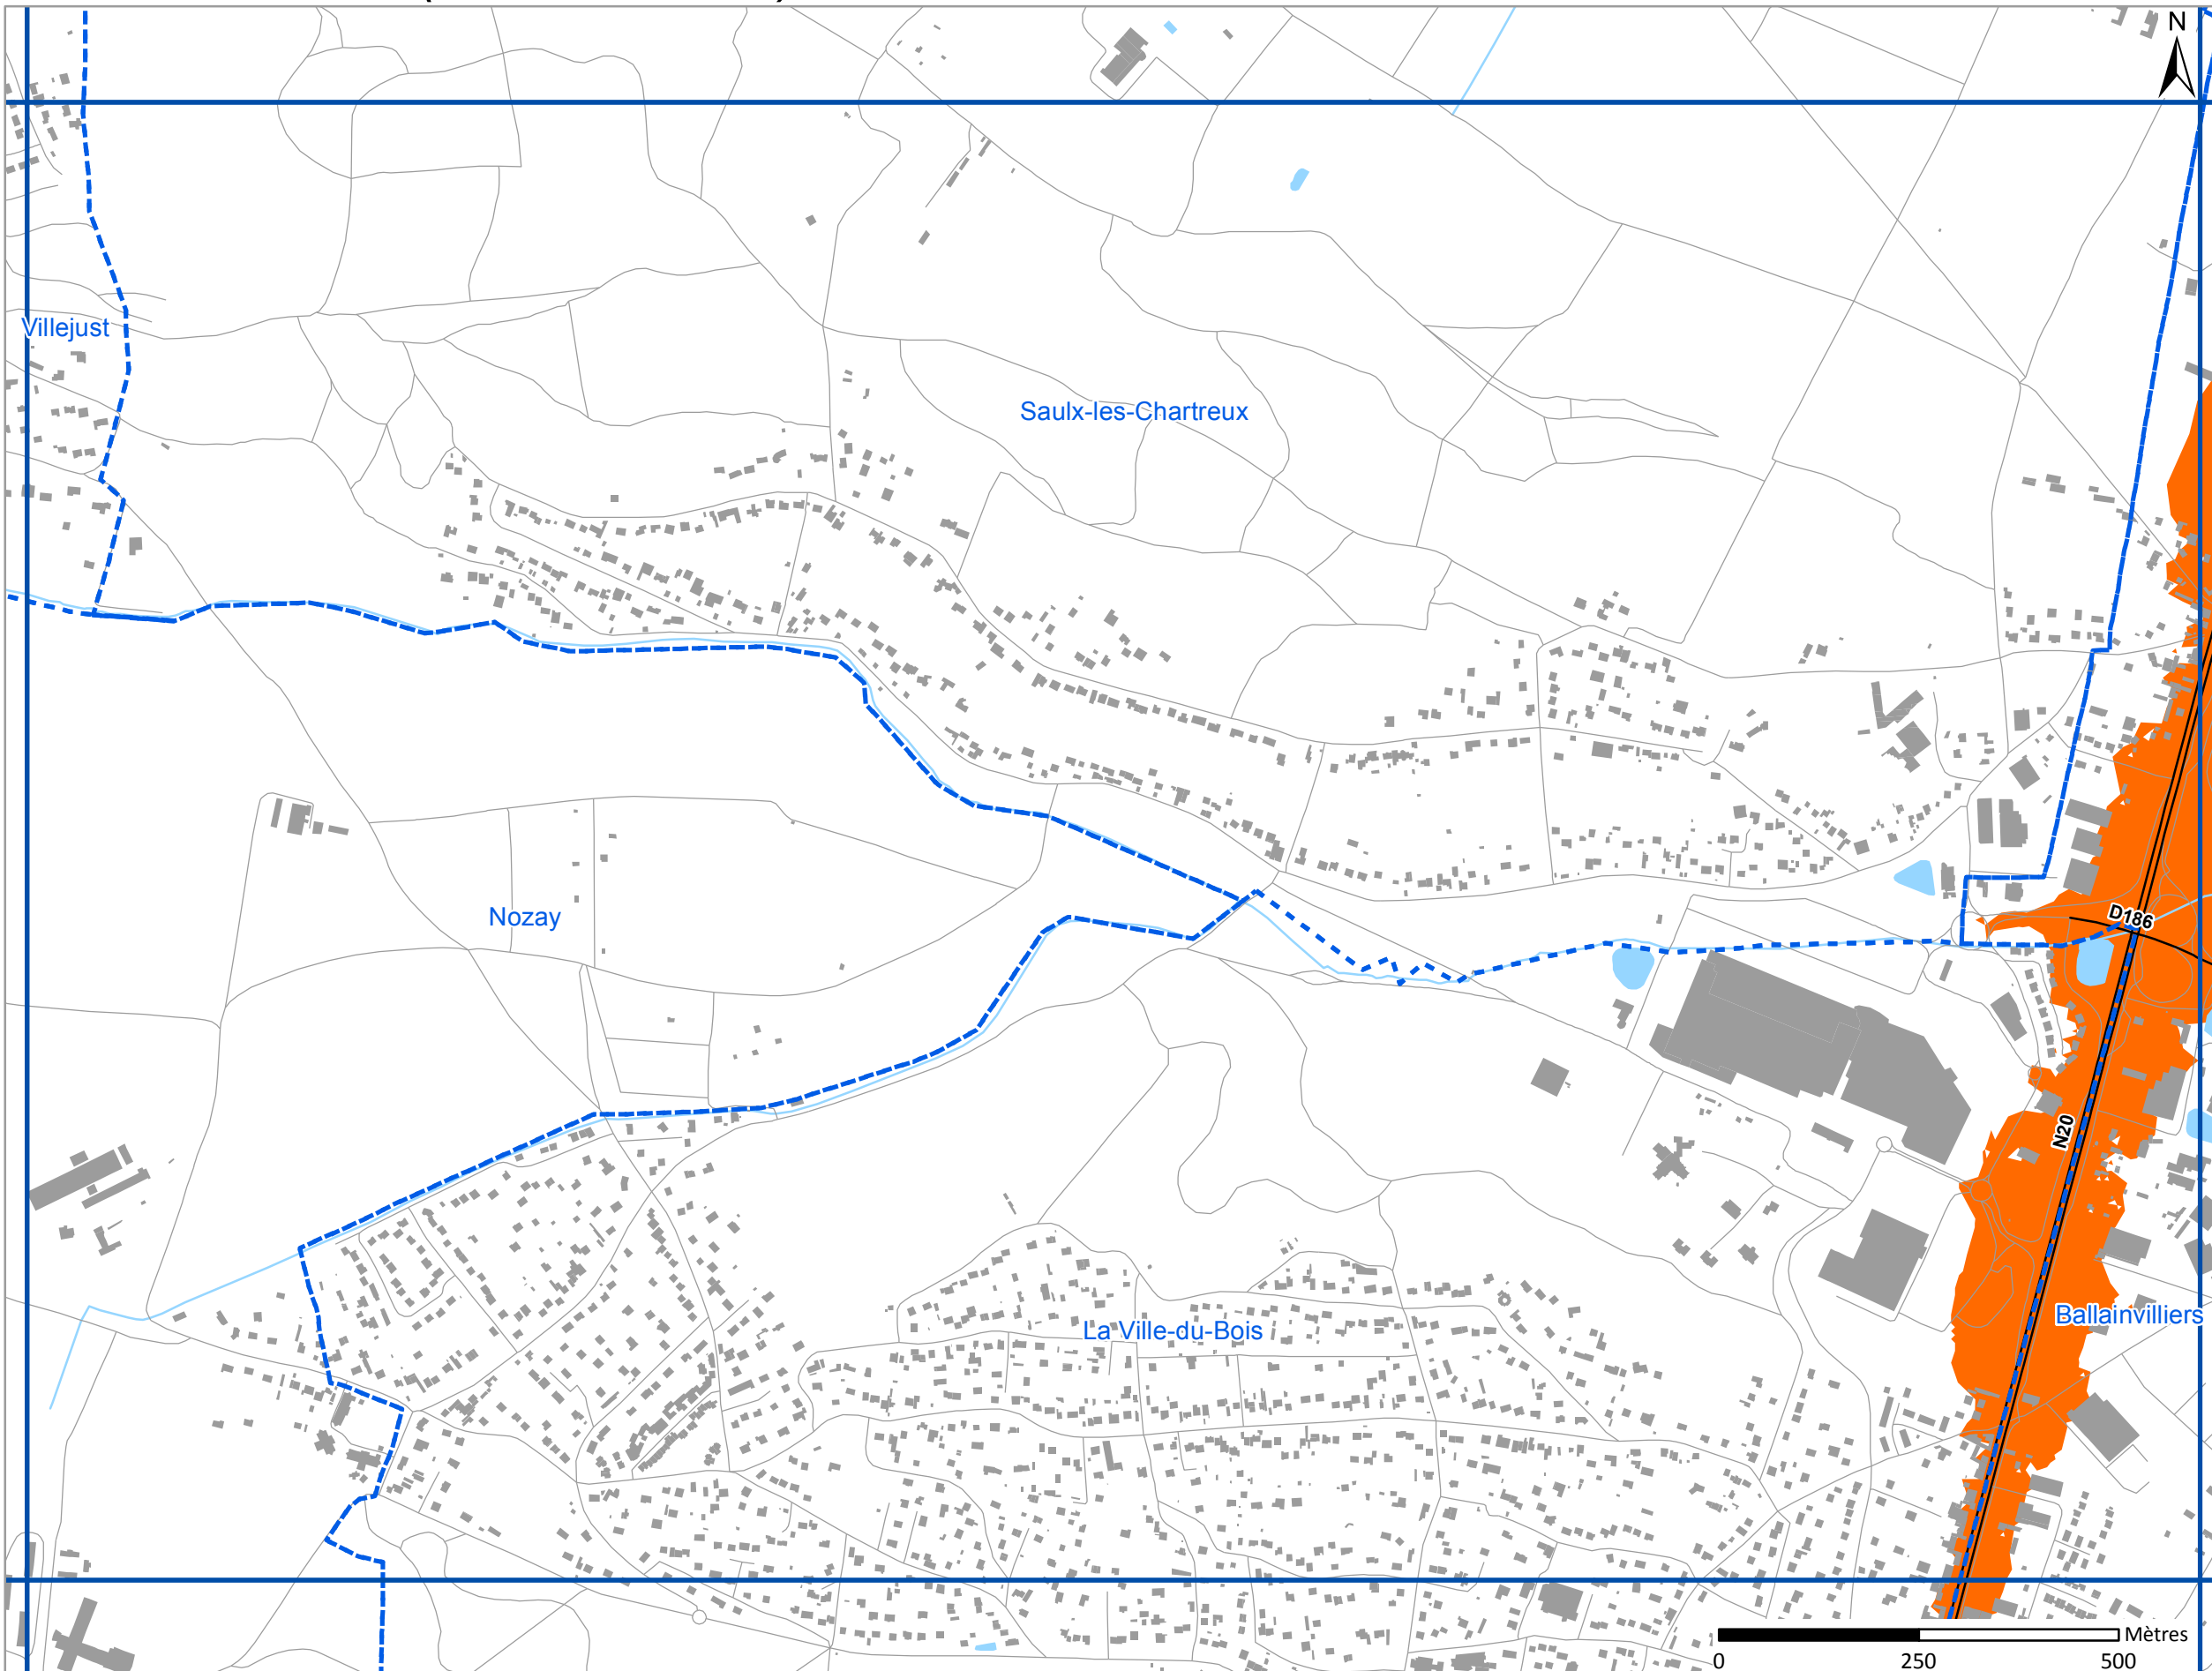 N
Villejust
Saulx-les-Chartreux
Nozay
D186
N20
Ballainvilliers
La Ville-du-Bois
Mètres
0 250 500